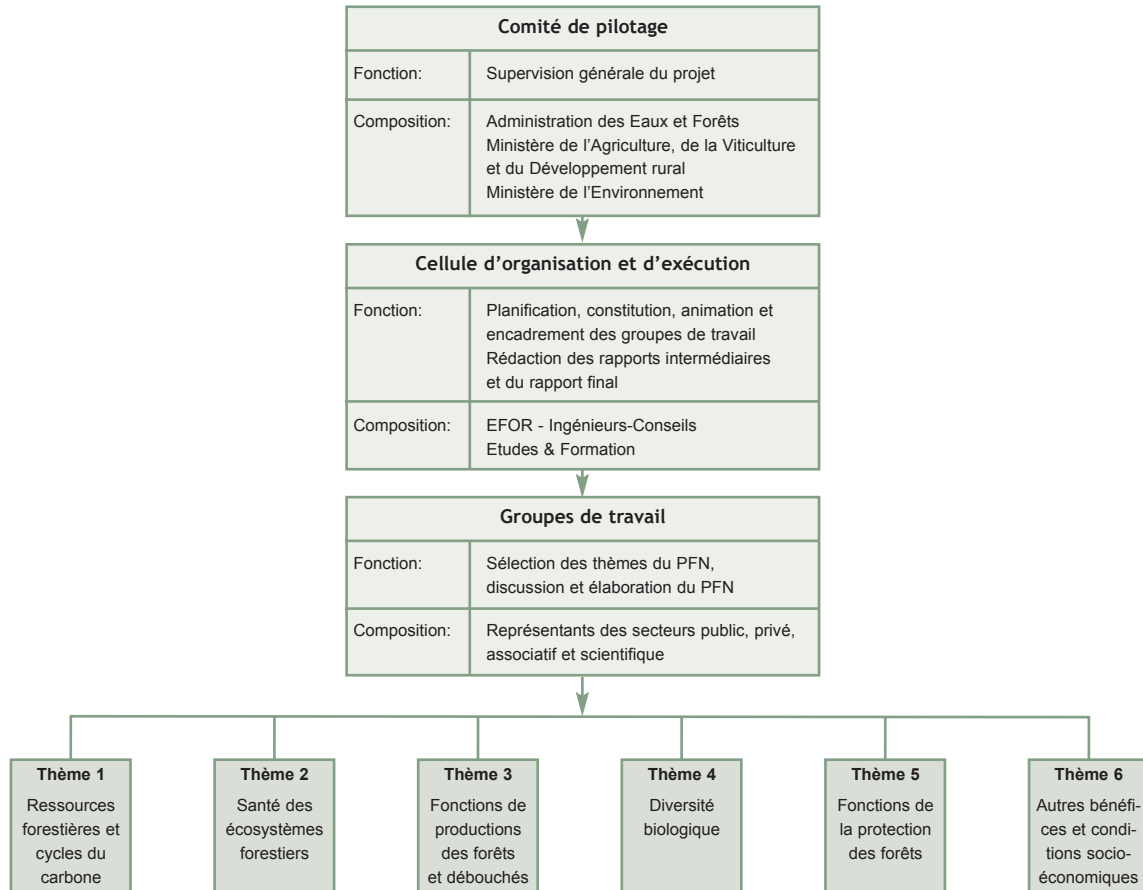 Comité de pilotage
Fonction: Supervision générale du projet
Composition: Administration des Eaux et Forêts
Ministère de l'Agriculture, de la Viticulture
et du Développement rural
Ministère de l'Environnement
Cellule d'organisation et d'exécution
Fonction: Planification, constitution, animation et
encadrement des groupes de travail
Rédaction des rapports intermédiaires
et du rapport final
Composition: EFOR - Ingénieurs-Conseils
Etudes & Formation
Groupes de travail
Fonction: Sélection des thèmes du PFN,
discussion et élaboration du PFN
Composition: Représentants des secteurs public, privé,
associatif et scientifique
Thème 1
Ressources
forestières et
cycles du
carbone
Thème 2
Santé des
écosystèmes
forestiers
Thème 3
Fonctions de
productions
des forêts
et débouchés
Thème 4
Diversité
biologique
Thème 5
Fonctions de
la protection
des forêts
Thème 6
Autres bénéfi-
ces et condi-
tions socio-
économiques